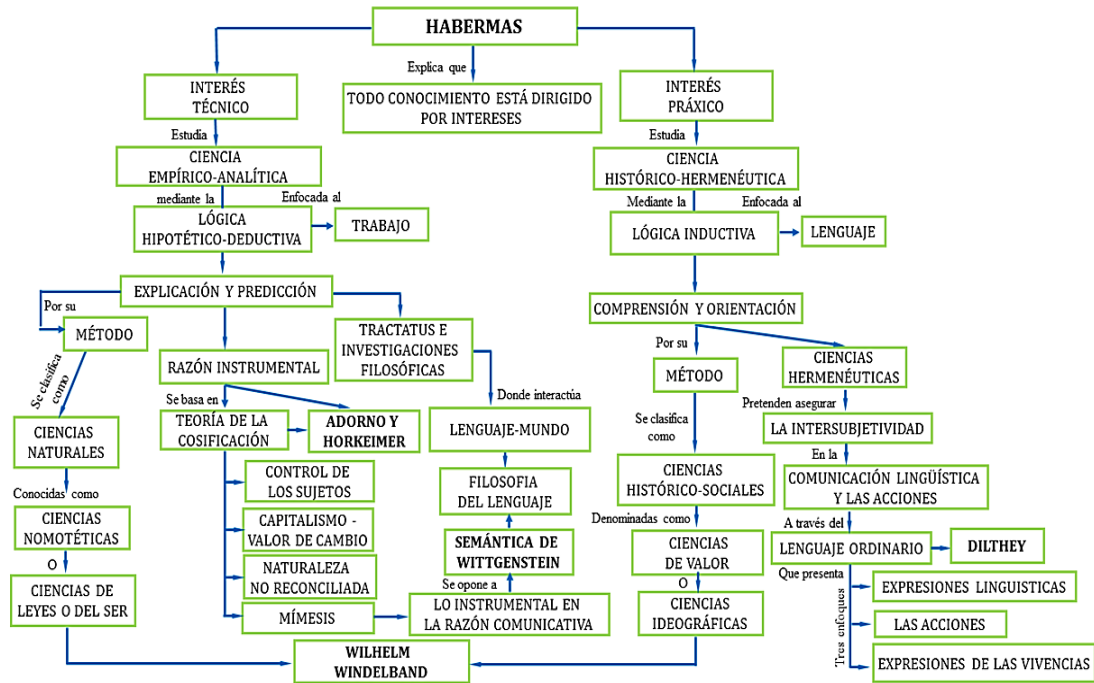 HABERMAS
Explica que
INTERÉS
TÉCNICO
TODO CONOCIMIENTO ESTÁ DIRIGIDO
POR INTERESES
INTERÉS
PRÁXICO
Estudia
Estudia
CIENCIA
EMPÍRICO-ANALÍTICA
CIENCIA
HISTÓRICO-HERMENÉUTICA
mediante la
Enfocada al
Mediante la
Enfocada al
LÓGICA
HIPOTÉTICO-DEDUCTIVA
TRABAJO
LÓGICA INDUCTIVA
LENGUAJE
EXPLICACIÓN Y PREDICCIÓN
COMPRENSIÓN Y ORIENTACIÓN
Por su
MÉTODO
TRACTATUS E
INVESTIGACIONES
FILOSÓFICAS
Por su
RAZÓN INSTRUMENTAL
MÉTODO
CIENCIAS
HERMENÉUTICAS
Se clasifica
como
Se basa en
Donde interactúa
Pretenden asegurar
TEORÍA DE LA
COSIFICACIÓN
ADORNO Y
HORKEIMER
LENGUAJE-MUNDO
Se clasifica
como
LA INTERSUBJETIVIDAD
CIENCIAS
NATURALES
En la
CONTROL DE
LOS SUJETOS
FILOSOFIA
DEL LENGUAJE
CIENCIAS
HISTÓRICO-SOCIALES
COMUNICACIÓN LINGÜÍSTICA
Y LAS ACCIONES
Conocidas como
Denominadas como
A través del
CIENCIAS
NOMOTÉTICAS
CAPITALISMO -
VALOR DE CAMBIO
SEMÁNTICA DE
WITTGENSTEIN
CIENCIAS
DE VALOR
LENGUAJE ORDINARIO
DILTHEY
O
NATURALEZA
NO RECONCILIADA
Se opone a
O
Que presenta
CIENCIAS DE
LEYES O DEL SER
MÍMESIS
LO INSTRUMENTAL EN
LA RAZÓN COMUNICATIVA
CIENCIAS
IDEOGRÁFICAS
Tres enfoques
EXPRESIONES LINGUISTICAS
LAS ACCIONES
EXPRESIONES DE LAS VIVENCIAS
WILHELM
WINDELBAND